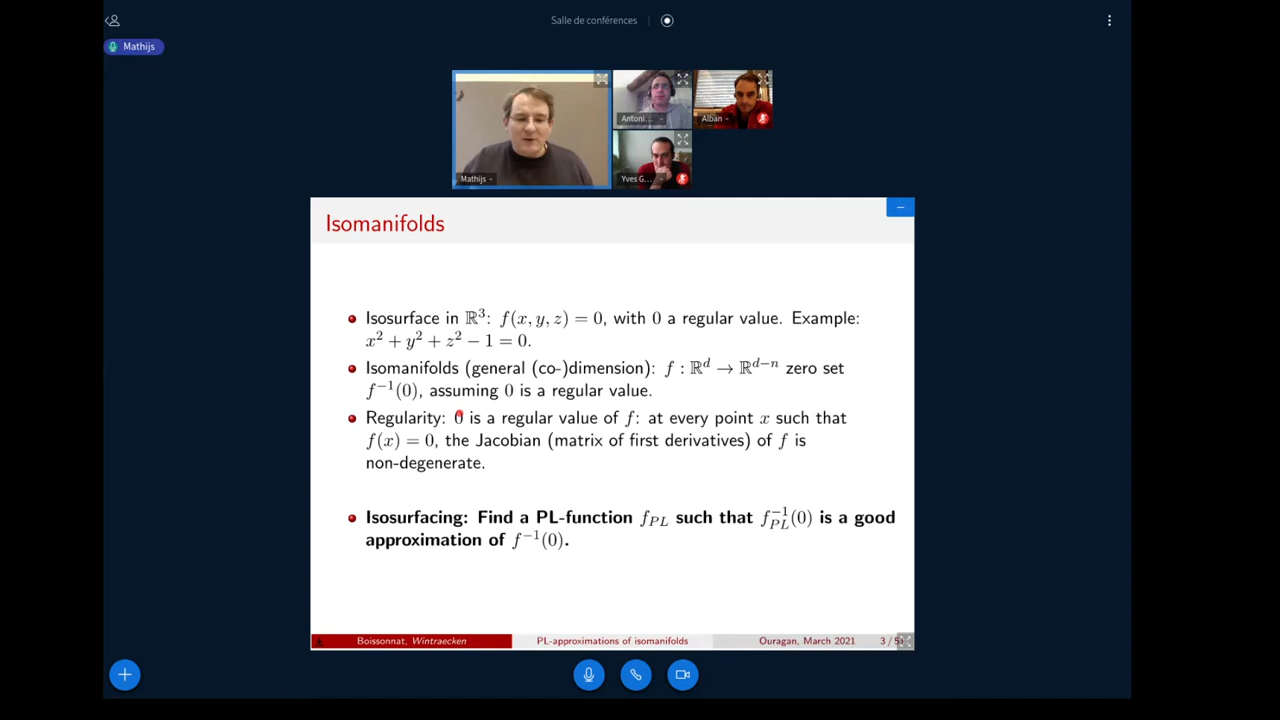 Salle de conférences
Mathijs
Antoni...
Alban
Mathijs
Yves G...
Isomanifolds
Isosurface in ℝ³: f(x, y, z) = 0, with 0 a regular value. Example:
x² + y² + z² − 1 = 0.
Isomanifolds (general (co-)dimension): f : ℝᵈ → ℝᵈ⁻ⁿ zero set
f⁻¹(0), assuming 0 is a regular value.
Regularity: 0 is a regular value of f: at every point x such that
f(x) = 0, the Jacobian (matrix of first derivatives) of f is
non-degenerate.
Isosurfacing: Find a PL-function f_{PL} such that f_{PL}^{-1}(0) is a good
approximation of f⁻¹(0).
Boissonnat, Wintraecken PL-approximations of isomanifolds Ouragan, March 2021 3 /